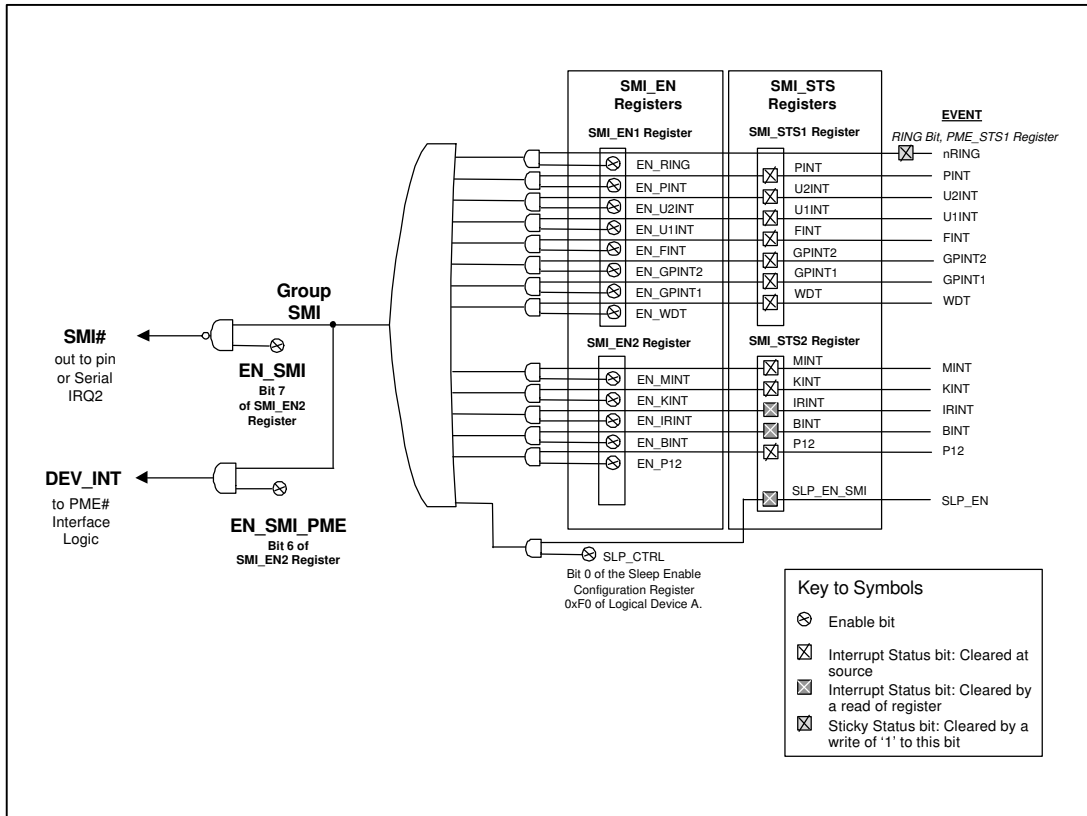 SMI_EN
Registers
SMI_STS
Registers
EVENT
SMI_EN1 Register
SMI_STS1 Register
RING Bit, PME_STS1 Register
nRING
EN_RING
PINT
PINT
EN_PINT
U2INT
U2INT
EN_U2INT
U1INT
U1INT
EN_U1INT
FINT
FINT
EN_FINT
GPINT2
GPINT2
EN_GPINT2
GPINT1
GPINT1
EN_GPINT1
WDT
WDT
EN_WDT
Group
SMI
SMI#
out to pin
or Serial
IRQ2
EN_SMI
Bit 7
of SMI_EN2
Register
SMI_EN2 Register
SMI_STS2 Register
MINT
MINT
EN_MINT
KINT
KINT
EN_KINT
IRINT
IRINT
EN_IRINT
BINT
BINT
EN_BINT
P12
P12
EN_P12
DEV_INT
to PME#
Interface
Logic
EN_SMI_PME
Bit 6 of
SMI_EN2 Register
SLP_EN_SMI
SLP_EN
SLP_CTRL
Bit 0 of the Sleep Enable
Configuration Register
0xF0 of Logical Device A.
Key to Symbols
Enable bit
Interrupt Status bit: Cleared at
source
Interrupt Status bit: Cleared by
a read of register
Sticky Status bit: Cleared by a
write of ‘1’ to this bit